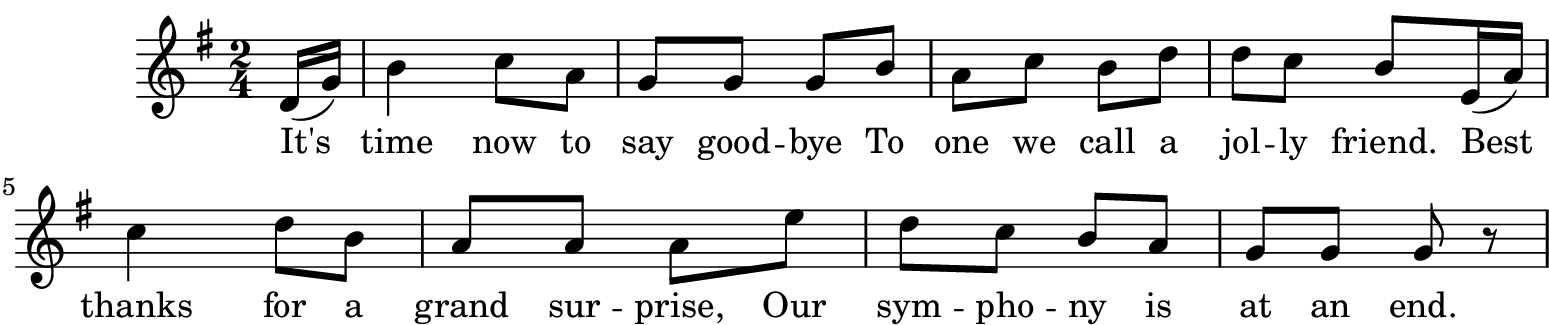 2
4
It's time now to say good-bye To one we call a jol-ly friend. Best
5
thanks for a grand sur-prise, Our sym-pho-ny is at an end.